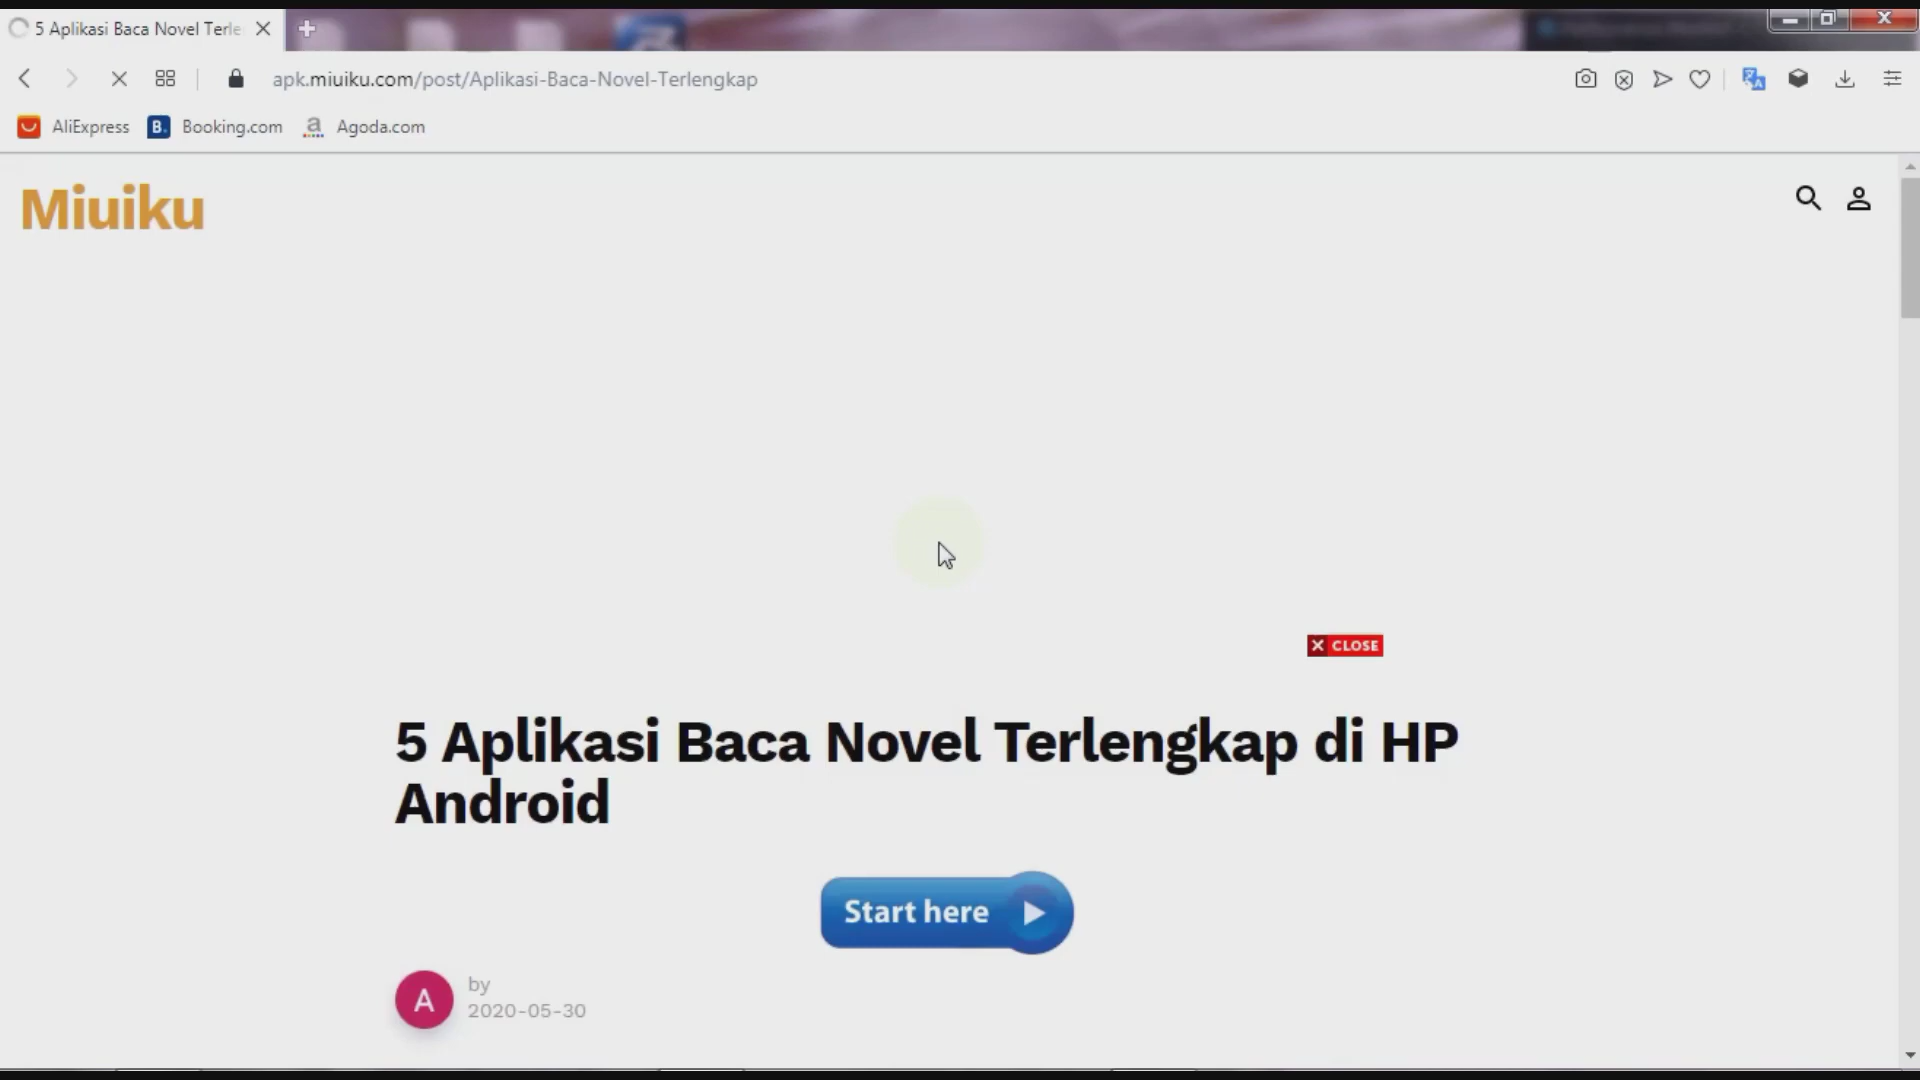 5 Aplikasi Baca Novel Terle
apk.miuiku.com/post/Aplikasi-Baca-Novel-Terlengkap
AliExpress
B.
Booking.com
a
Agoda.com
Miuiku
X CLOSE
5 Aplikasi Baca Novel Terlengkap di HP
Android
Start here
A
by
2020-05-30